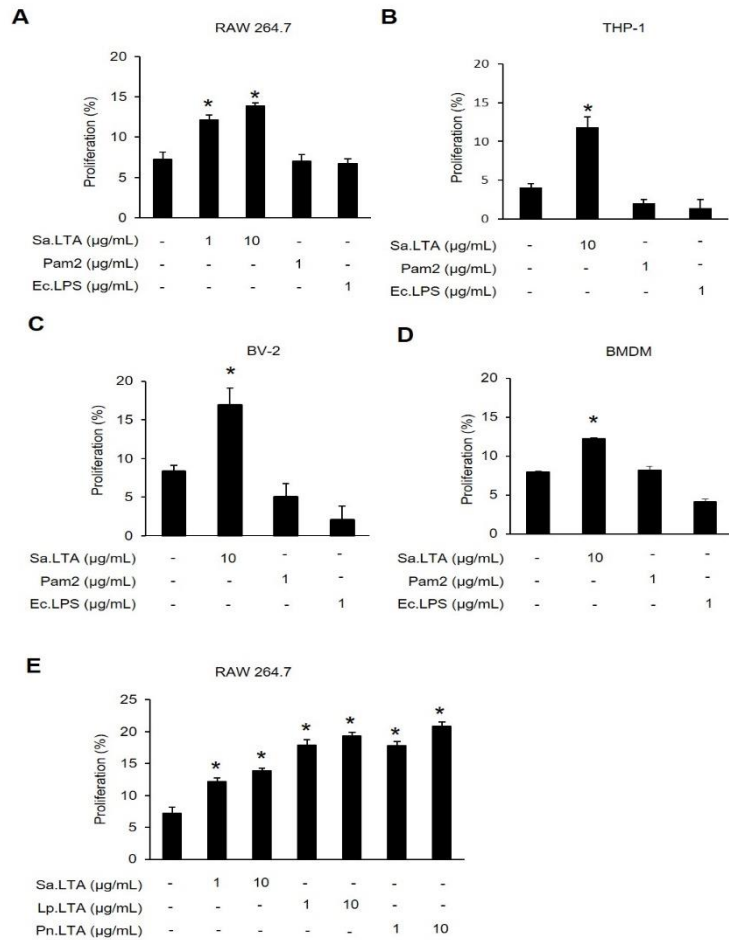 A
RAW 264.7
Proliferation (%)
20
15
10
5
0
* *
Sa.LTA (µg/mL) - 1 10 - -
Pam2 (µg/mL) - - - 1 -
Ec.LPS (µg/mL) - - - - 1
B
THP-1
Proliferation (%)
20
15
10
5
0
*
Sa.LTA (µg/mL) - 10 - -
Pam2 (µg/mL) - - 1 -
Ec.LPS (µg/mL) - - - 1
C
BV-2
Proliferation (%)
20
15
10
5
0
*
Sa.LTA (µg/mL) - 10 - -
Pam2 (µg/mL) - - 1 -
Ec.LPS (µg/mL) - - - 1
D
BMDM
Proliferation (%)
20
15
10
5
0
*
Sa.LTA (µg/mL) - 10 - -
Pam2 (µg/mL) - - 1 -
Ec.LPS (µg/mL) - - - 1
E
RAW 264.7
Proliferation (%)
25
20
15
10
5
0
* * * * * *
Sa.LTA (µg/mL) - 1 10 - - - -
Lp.LTA (µg/mL) - - - 1 10 - -
Pn.LTA (µg/mL) - - - - - 1 10